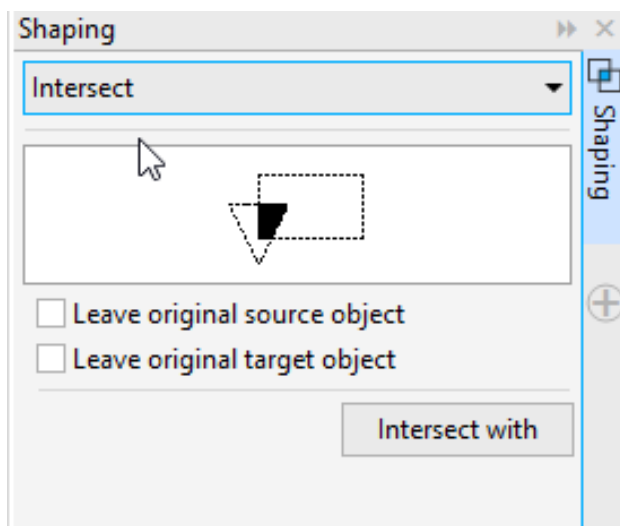 Shaping
Intersect
Shaping
Leave original source object
Leave original target object
Intersect with